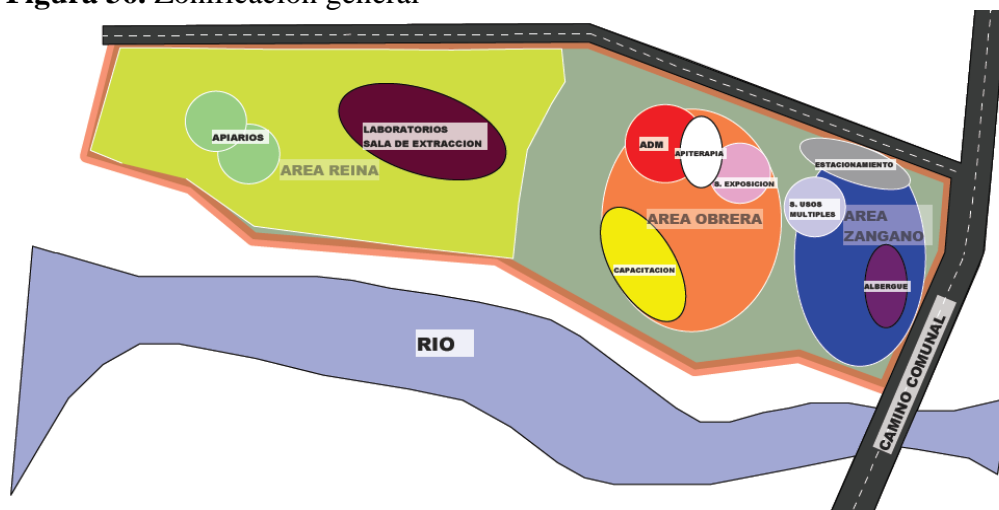 Figura 36. Zonificación general
APIARIOS
LABORATORIOS
SALA DE EXTRACCION
AREA REINA
ADM
APITERAPIA
S. EXPOSICION
AREA OBRERA
CAPACITACION
ESTACIONAMIENTO
S. USOS
MULTIPLES
AREA
ZANGANO
ALBERGUE
RIO
CAMINO COMUNAL